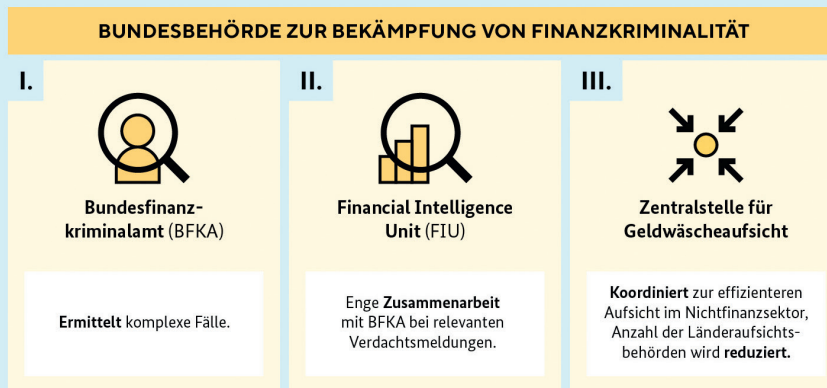 BUNDESBEHÖRDE ZUR BEKÄMPFUNG VON FINANZKRIMINALITÄT
I.
Bundesfinanz-
kriminalamt (BFKA)
Ermittelt komplexe Fälle.
II.
Financial Intelligence
Unit (FIU)
Enge Zusammenarbeit
mit BFKA bei relevanten
Verdachtsmeldungen.
III.
Zentralstelle für
Geldwäscheaufsicht
Koordiniert zur effizienteren
Aufsicht im Nichtfinanzsektor,
Anzahl der Länderaufsichts-
behörden wird reduziert.